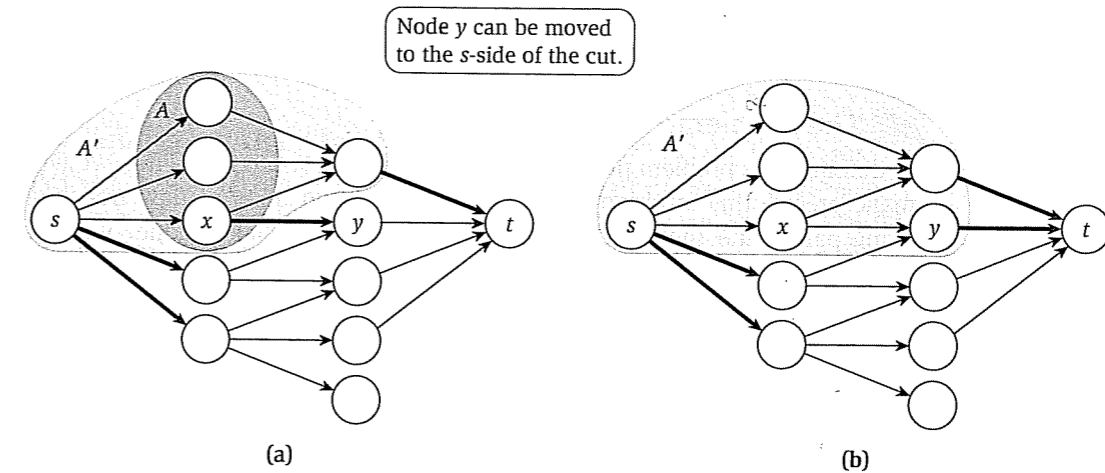 Node y can be moved
to the s-side of the cut.
A
A′
s
x
y
t
(a)
A′
s
x
y
t
(b)